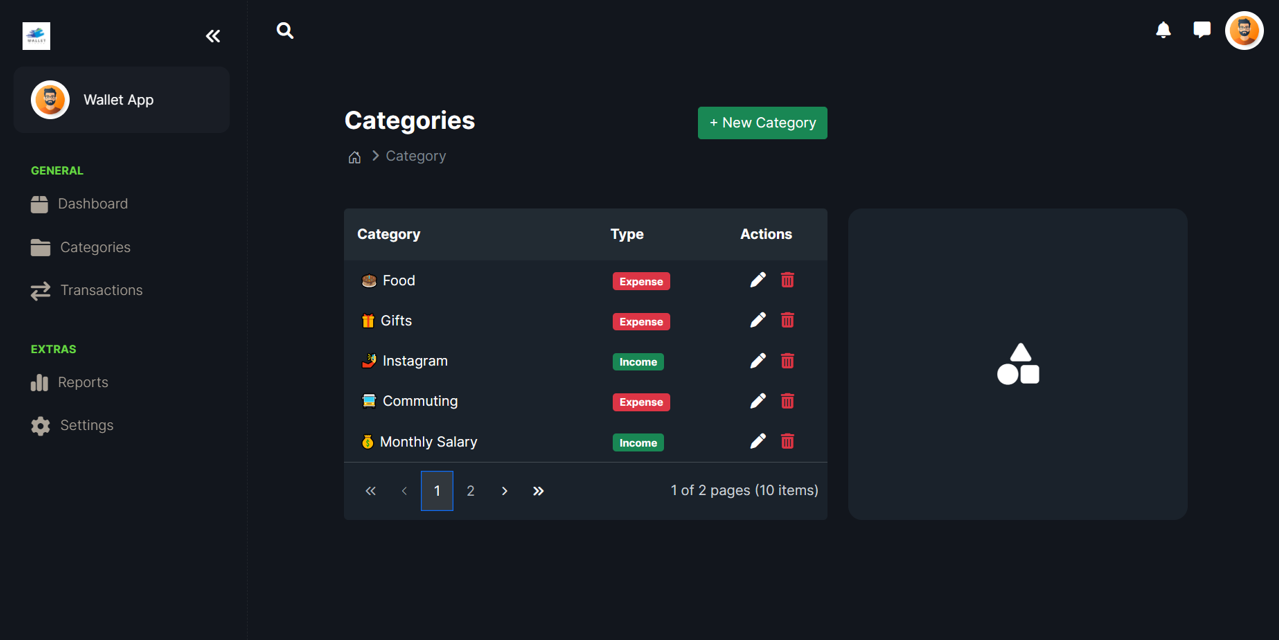 WALLET
Wallet App
GENERAL
Dashboard
Categories
Transactions
EXTRAS
Reports
Settings
Categories
+ New Category
Category
Category Type Actions
Food Expense
Gifts Expense
Instagram Income
Commuting Expense
Monthly Salary Income
1 2 1 of 2 pages (10 items)